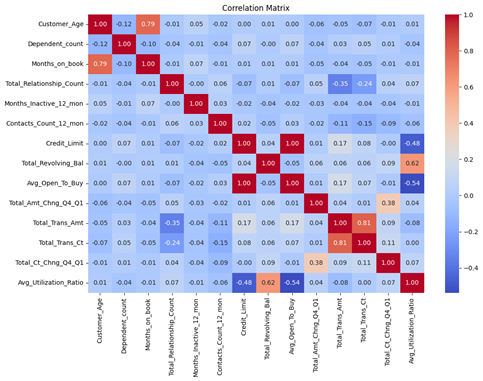 Correlation Matrix
Customer_Age 1.00 -0.12 0.79 -0.01 0.05 -0.02 0.00 0.01 0.00 -0.06 -0.05 -0.07 -0.01 0.01
Dependent_count -0.12 1.00 -0.10 -0.04 -0.01 -0.04 0.07 -0.00 0.07 -0.04 0.03 0.05 0.01 -0.04
Months_on_book 0.79 -0.10 1.00 -0.01 0.07 -0.01 0.01 0.01 0.01 -0.05 -0.04 -0.05 -0.01 -0.01
Total_Relationship_Count -0.01 -0.04 -0.01 1.00 -0.00 0.06 -0.07 0.01 -0.07 0.05 -0.35 -0.24 0.04 0.07
Months_Inactive_12_mon 0.05 -0.01 0.07 -0.00 1.00 0.03 -0.02 -0.04 -0.02 -0.03 -0.04 -0.04 -0.04 -0.01
Contacts_Count_12_mon -0.02 -0.04 -0.01 0.06 0.03 1.00 0.02 -0.05 0.03 -0.02 -0.11 -0.15 -0.09 -0.06
Credit_Limit 0.00 0.07 0.01 -0.07 -0.02 0.02 1.00 0.04 1.00 0.01 0.17 0.08 -0.00 -0.48
Total_Revolving_Bal 0.01 -0.00 0.01 0.01 -0.04 -0.05 0.04 1.00 -0.05 0.06 0.06 0.06 0.09 0.62
Avg_Open_To_Buy 0.00 0.07 0.01 -0.07 -0.02 0.03 1.00 -0.05 1.00 0.01 0.17 0.07 -0.01 -0.54
Total_Amt_Chng_Q4_Q1 -0.06 -0.04 -0.05 0.05 -0.03 -0.02 0.01 0.06 0.01 1.00 0.04 0.01 0.38 0.04
Total_Trans_Amt -0.05 0.03 -0.04 -0.35 -0.04 -0.11 0.17 0.06 0.17 0.04 1.00 0.81 0.09 -0.08
Total_Trans_Ct -0.07 0.05 -0.05 -0.24 -0.04 -0.15 0.08 0.06 0.07 0.01 0.81 1.00 0.11 0.00
Total_Ct_Chng_Q4_Q1 -0.01 0.01 -0.01 0.04 -0.04 -0.09 -0.00 0.09 -0.01 0.38 0.09 0.11 1.00 0.07
Avg_Utilization_Ratio 0.01 -0.04 -0.01 0.07 -0.01 -0.06 -0.48 0.62 -0.54 0.04 -0.08 0.00 0.07 1.00
Customer_Age
Dependent_count
Months_on_book
Total_Relationship_Count
Months_Inactive_12_mon
Contacts_Count_12_mon
Credit_Limit
Total_Revolving_Bal
Avg_Open_To_Buy
Total_Amt_Chng_Q4_Q1
Total_Trans_Amt
Total_Trans_Ct
Total_Ct_Chng_Q4_Q1
Avg_Utilization_Ratio
1.0
0.8
0.6
0.4
0.2
0.0
-0.2
-0.4